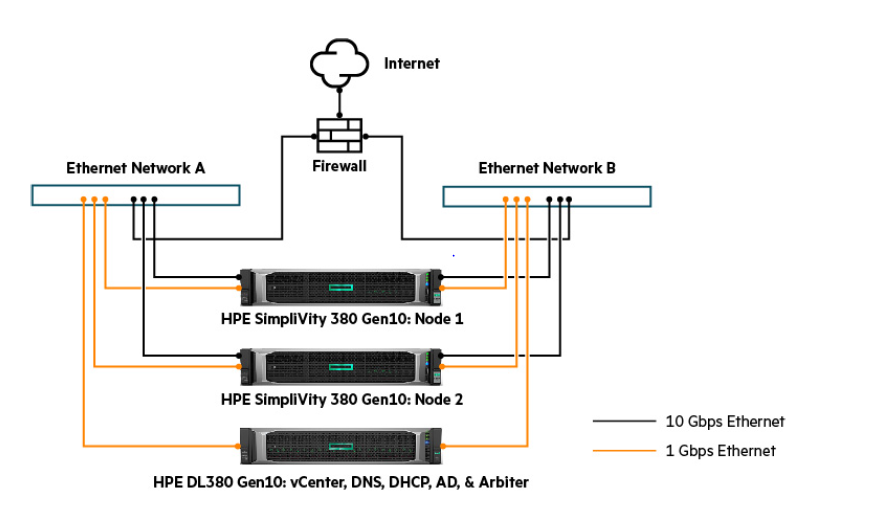 Internet
Firewall
Ethernet Network A
Ethernet Network B
HPE SimpliVity 380 Gen10: Node 1
HPE SimpliVity 380 Gen10: Node 2
10 Gbps Ethernet
1 Gbps Ethernet
HPE DL380 Gen10: vCenter, DNS, DHCP, AD, & Arbiter